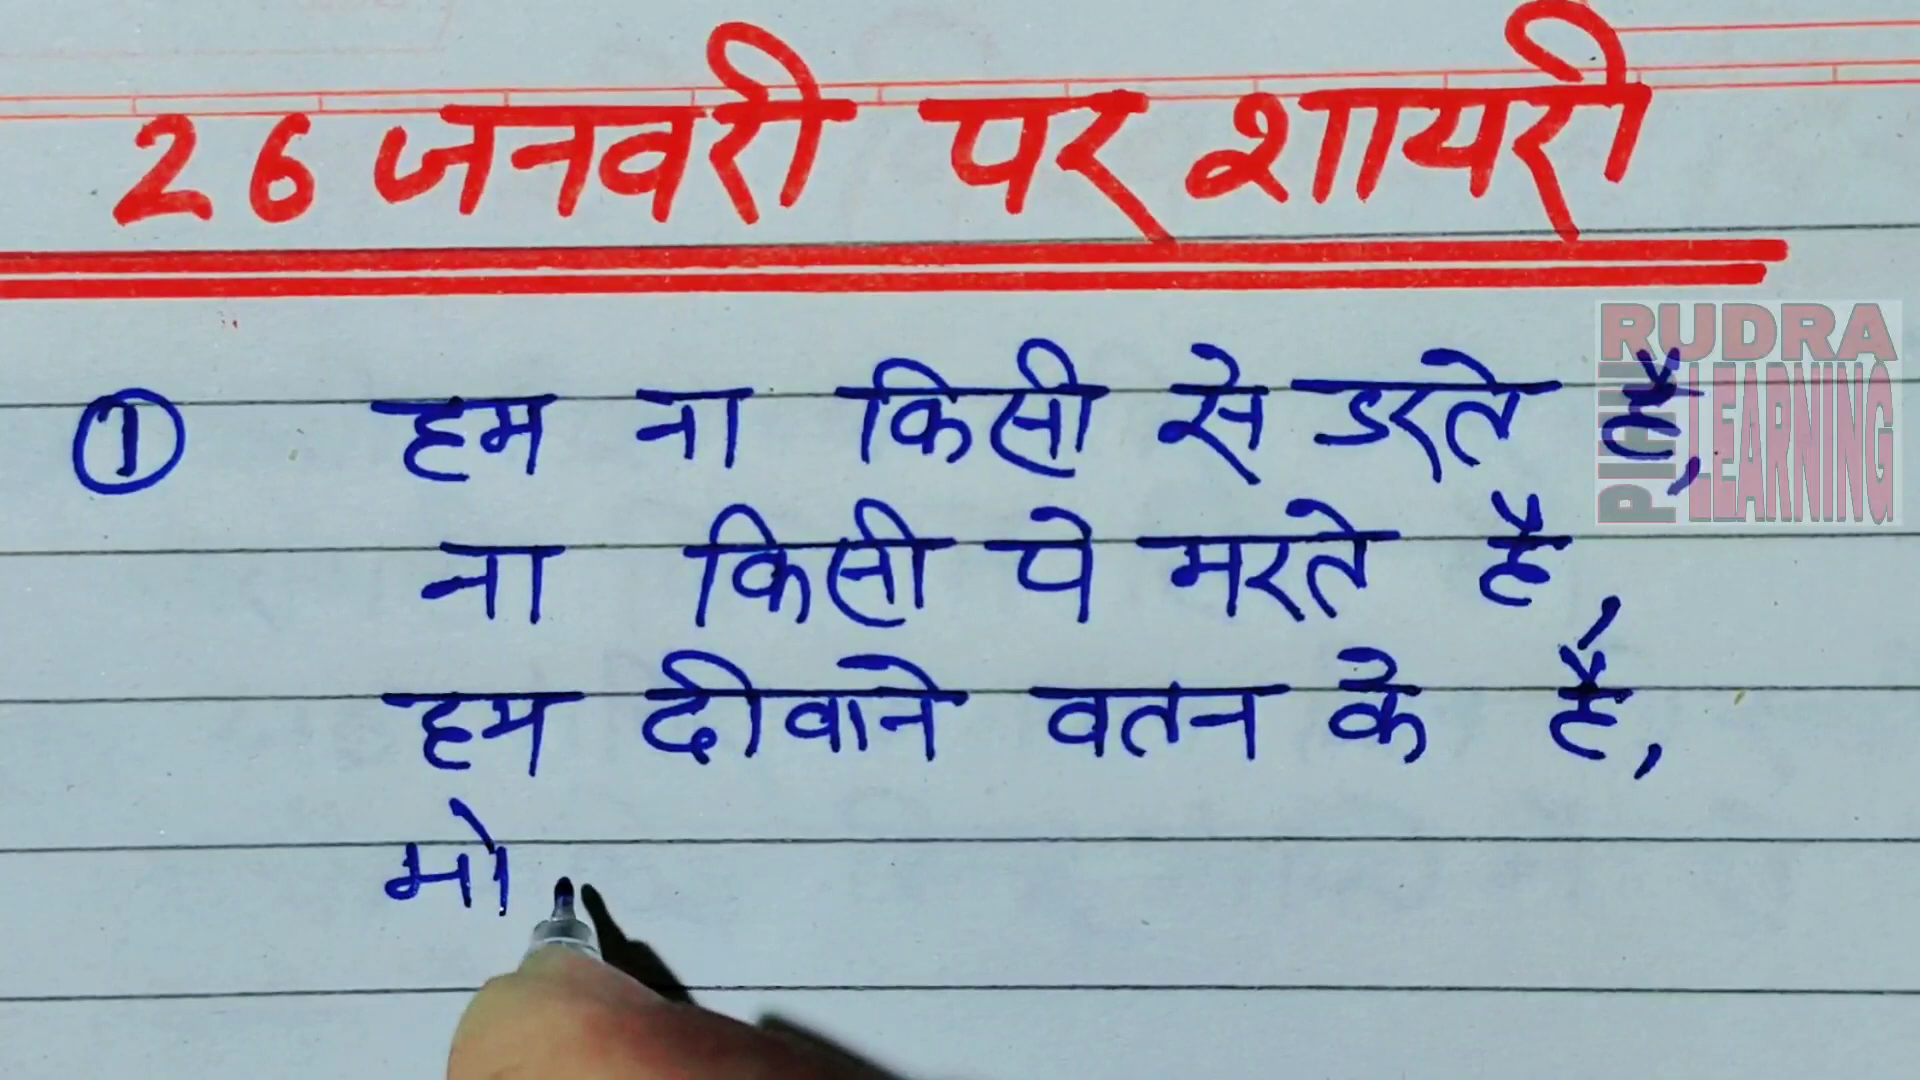 26 जनवरी पर शायरी
① हम ना किसी से डरते है,
ना किसी पे मरते है,
हम दीवाने वतन के है,
मो
RUDRA
PIHU
LEARNING